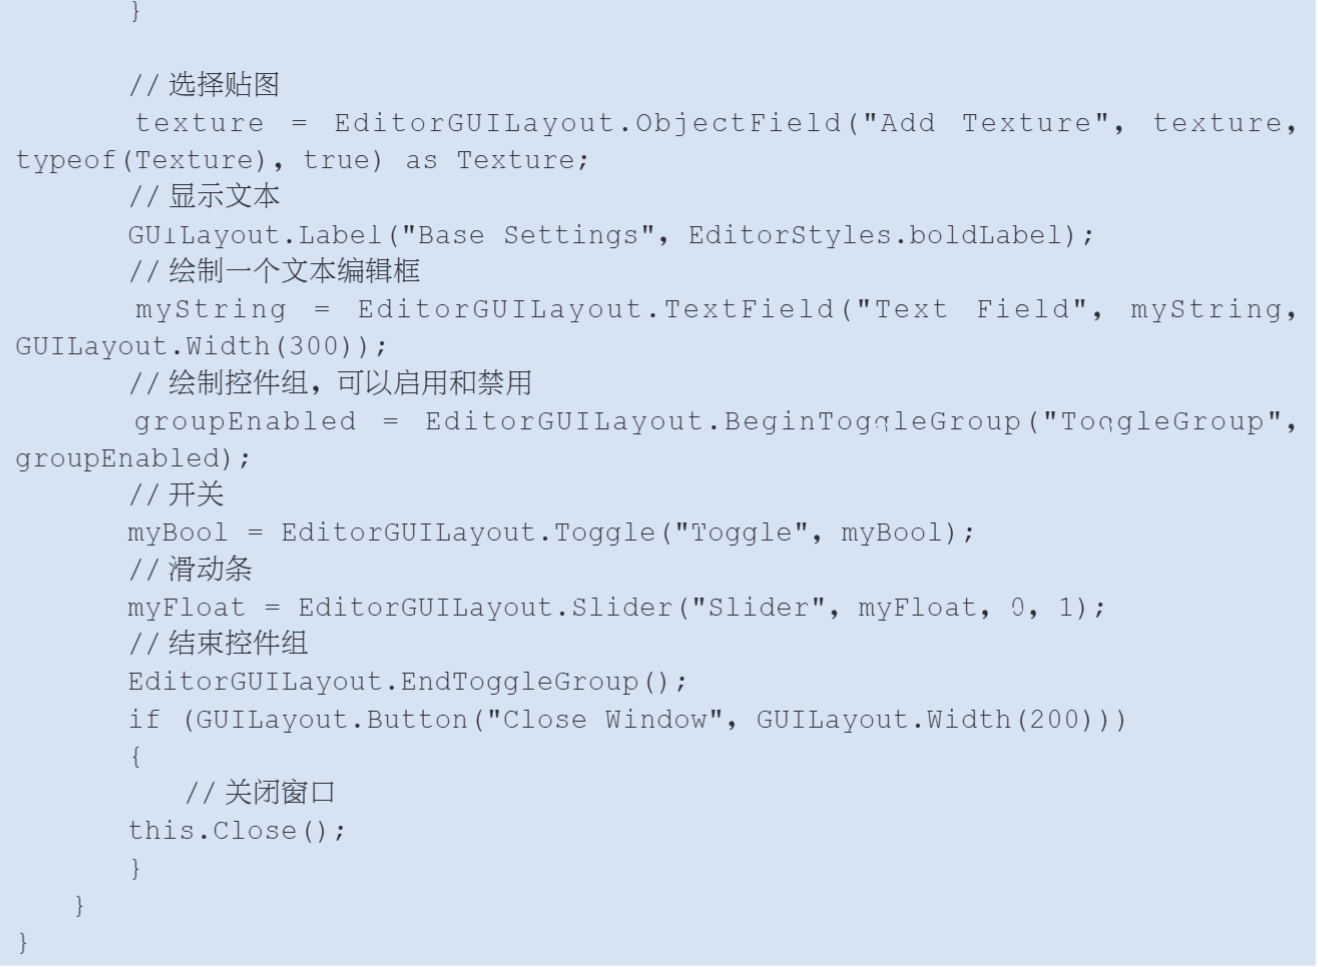 }
// 选择贴图
texture = EditorGUILayout.ObjectField("Add Texture", texture,
typeof(Texture), true) as Texture;
// 显示文本
GUILayout.Label("Base Settings", EditorStyles.boldLabel);
// 绘制一个文本编辑框
myString = EditorGUILayout.TextField("Text Field", myString,
GUILayout.Width(300));
// 绘制控件组，可以启用和禁用
groupEnabled = EditorGUILayout.BeginToggleGroup("ToggleGroup",
groupEnabled);
// 开关
myBool = EditorGUILayout.Toggle("Toggle", myBool);
// 滑动条
myFloat = EditorGUILayout.Slider("Slider", myFloat, 0, 1);
// 结束控件组
EditorGUILayout.EndToggleGroup();
if (GUILayout.Button("Close Window", GUILayout.Width(200)))
{
// 关闭窗口
this.Close();
}
}
}